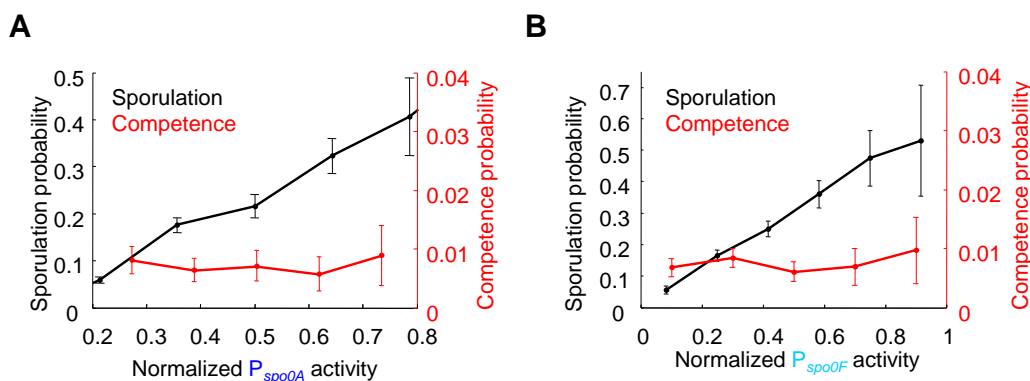 A
Sporulation probability
0.5
0.4
0.3
0.2
0.1
0
Sporulation
Competence
0.04
0.03
0.02
0.01
0
Competence probability
0.2 0.3 0.4 0.5 0.6 0.7 0.8
Normalized Pspo0A activity
B
Sporulation probability
0.7
0.6
0.5
0.4
0.3
0.2
0.1
0
Sporulation
Competence
0.04
0.03
0.02
0.01
0
Competence probability
0 0.2 0.4 0.6 0.8 1
Normalized Pspo0F activity